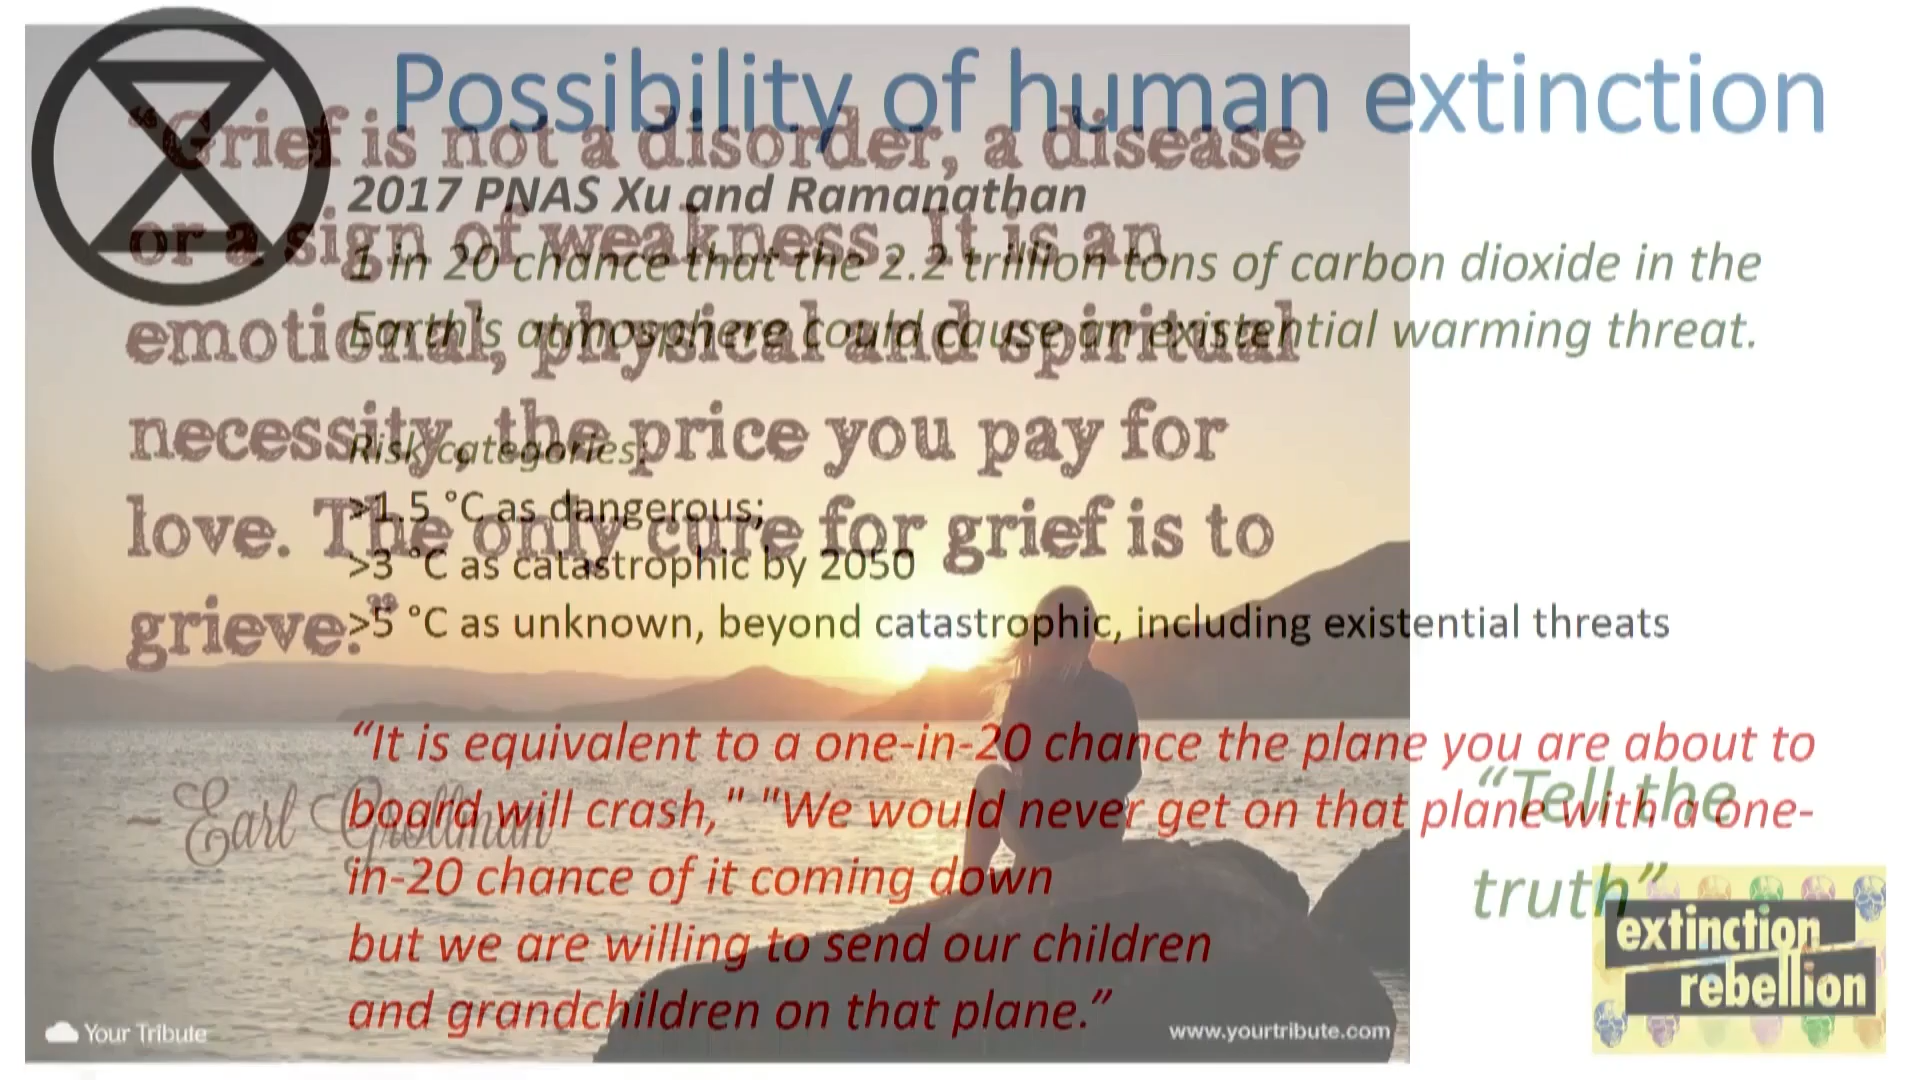 Possibility of human extinction
2017 PNAS Xu and Ramanathan
1 in 20 chance that the 2.2 trillion tons of carbon dioxide in the
Earth's atmosphere could cause an existential warming threat.
Risk categories:
>1.5 °C as dangerous;
>3 °C as catastrophic by 2050
>5 °C as unknown, beyond catastrophic, including existential threats
“It is equivalent to a one-in-20 chance the plane you are about to
board will crash," "We would never get on that plane with a one-
in-20 chance of it coming down
but we are willing to send our children
and grandchildren on that plane.”
“Tell the
truth”
extinction
rebellion
“Grief is not a disorder, a disease
or a sign of weakness. It is an
emotional, physical and spiritual
necessity, the price you pay for
love. The only cure for grief is to
grieve.”
~ Earl Grollman
Your Tribute
www.yourtribute.com